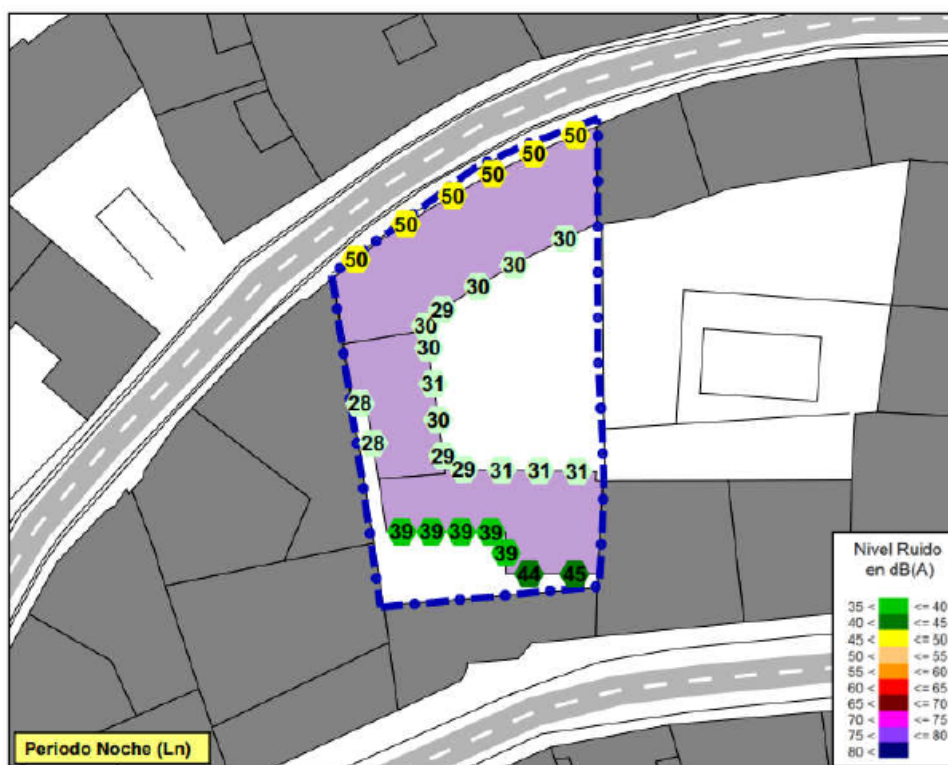 50
50
50
50
50
50
30
30
30
29
30
30
31
28
30
28
29
29
31
31
31
39
39
39
39
39
44
45
Nivel Ruido
en dB(A)
35 < <= 40
40 < <= 45
45 < <= 50
50 < <= 55
55 < <= 60
60 < <= 65
65 < <= 70
70 < <= 75
75 < <= 80
80 <
Periodo Noche (Ln)